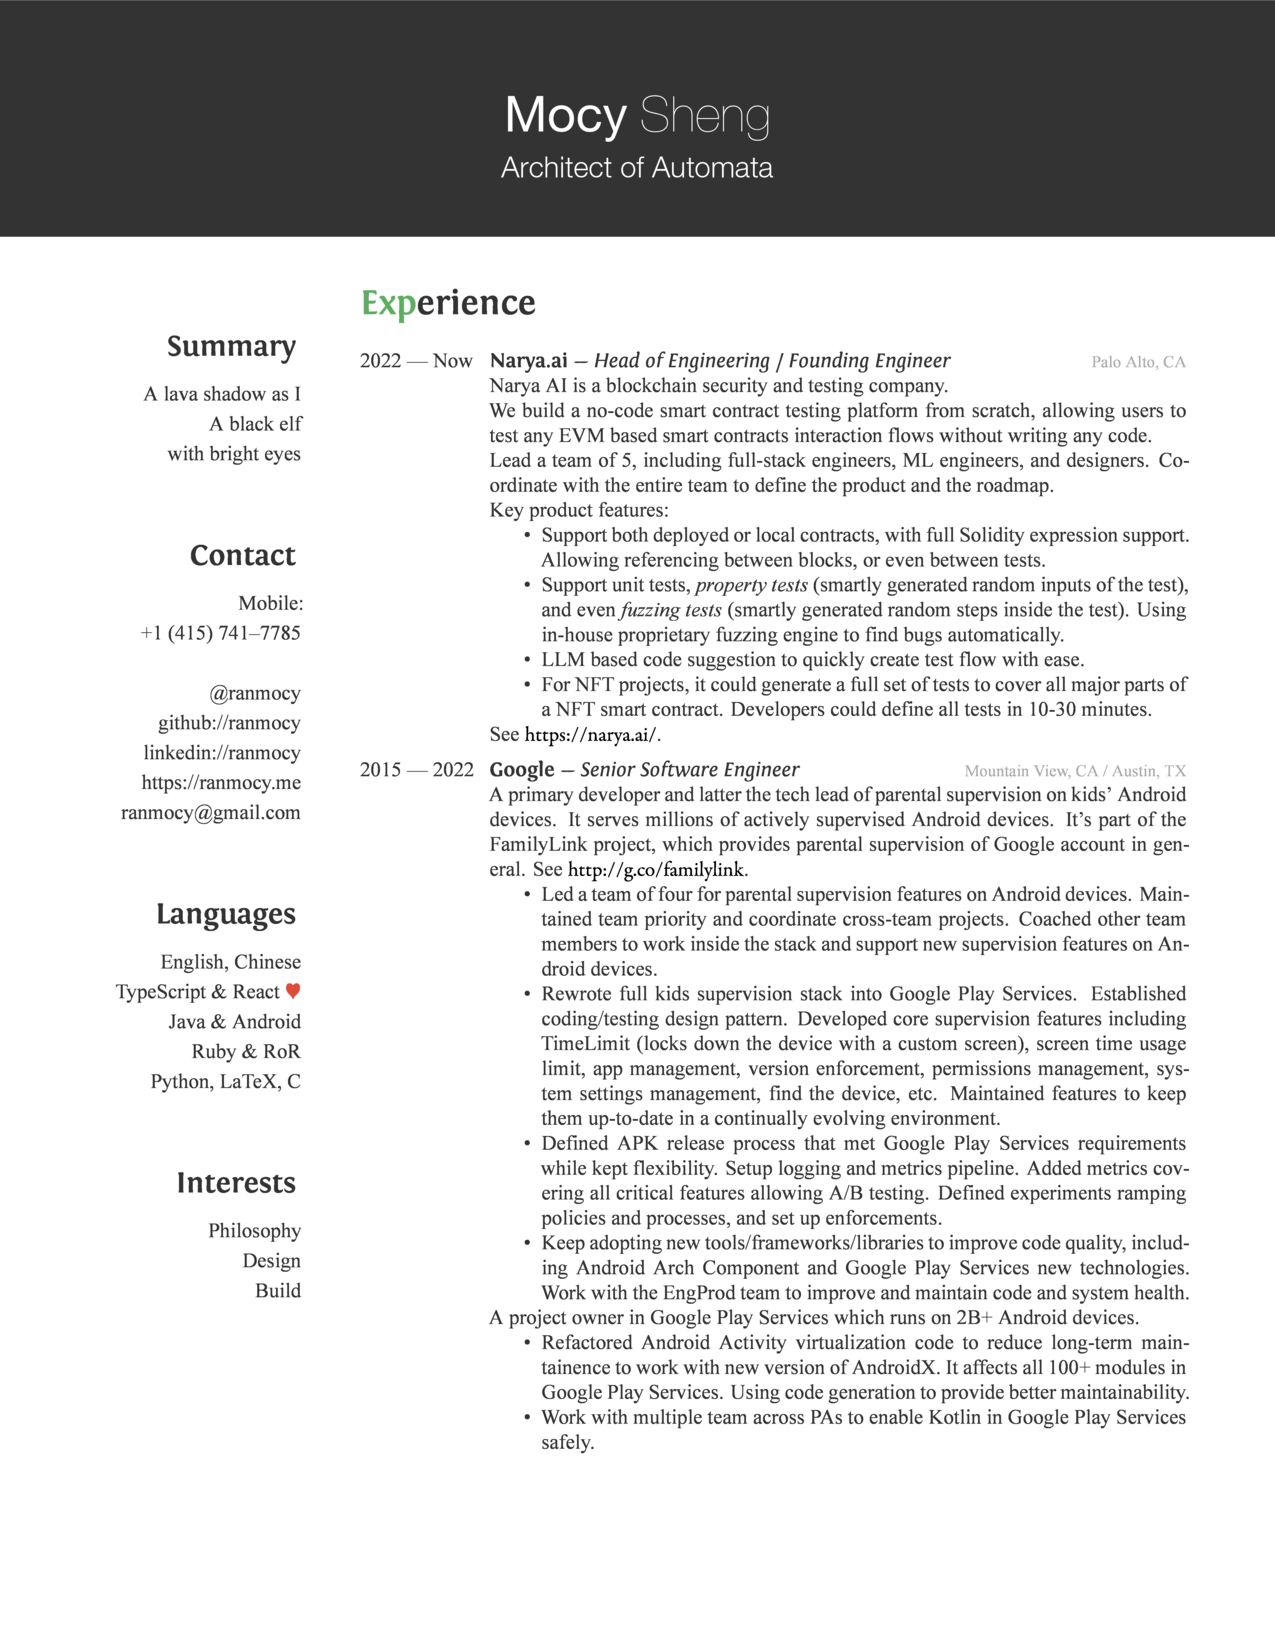 Mocy Sheng
Architect of Automata
Summary
A lava shadow as I
A black elf
with bright eyes
Contact
Mobile:
+1 (415) 741–7785
@ranmocy
github://ranmocy
linkedin://ranmocy
https://ranmocy.me
ranmocy@gmail.com
Languages
English, Chinese
TypeScript & React ♥
Java & Android
Ruby & RoR
Python, LaTeX, C
Interests
Philosophy
Design
Build
Experience
2022 — Now Narya.ai – Head of Engineering / Founding Engineer Palo Alto, CA
Narya AI is a blockchain security and testing company.
We build a no-code smart contract testing platform from scratch, allowing users to
test any EVM based smart contracts interaction flows without writing any code.
Lead a team of 5, including full-stack engineers, ML engineers, and designers. Co-
ordinate with the entire team to define the product and the roadmap.
Key product features:
• Support both deployed or local contracts, with full Solidity expression support.
Allowing referencing between blocks, or even between tests.
• Support unit tests, property tests (smartly generated random inputs of the test),
and even fuzzing tests (smartly generated random steps inside the test). Using
in-house proprietary fuzzing engine to find bugs automatically.
• LLM based code suggestion to quickly create test flow with ease.
• For NFT projects, it could generate a full set of tests to cover all major parts of
a NFT smart contract. Developers could define all tests in 10-30 minutes.
See https://narya.ai/.
2015 — 2022 Google – Senior Software Engineer Mountain View, CA / Austin, TX
A primary developer and latter the tech lead of parental supervision on kids’ Android
devices. It serves millions of actively supervised Android devices. It’s part of the
FamilyLink project, which provides parental supervision of Google account in gen-
eral. See http://g.co/familylink.
• Led a team of four for parental supervision features on Android devices. Main-
tained team priority and coordinate cross-team projects. Coached other team
members to work inside the stack and support new supervision features on An-
droid devices.
• Rewrote full kids supervision stack into Google Play Services. Established
coding/testing design pattern. Developed core supervision features including
TimeLimit (locks down the device with a custom screen), screen time usage
limit, app management, version enforcement, permissions management, sys-
tem settings management, find the device, etc. Maintained features to keep
them up-to-date in a continually evolving environment.
• Defined APK release process that met Google Play Services requirements
while kept flexibility. Setup logging and metrics pipeline. Added metrics cov-
ering all critical features allowing A/B testing. Defined experiments ramping
policies and processes, and set up enforcements.
• Keep adopting new tools/frameworks/libraries to improve code quality, includ-
ing Android Arch Component and Google Play Services new technologies.
Work with the EngProd team to improve and maintain code and system health.
A project owner in Google Play Services which runs on 2B+ Android devices.
• Refactored Android Activity virtualization code to reduce long-term main-
tainence to work with new version of AndroidX. It affects all 100+ modules in
Google Play Services. Using code generation to provide better maintainability.
• Work with multiple team across PAs to enable Kotlin in Google Play Services
safely.